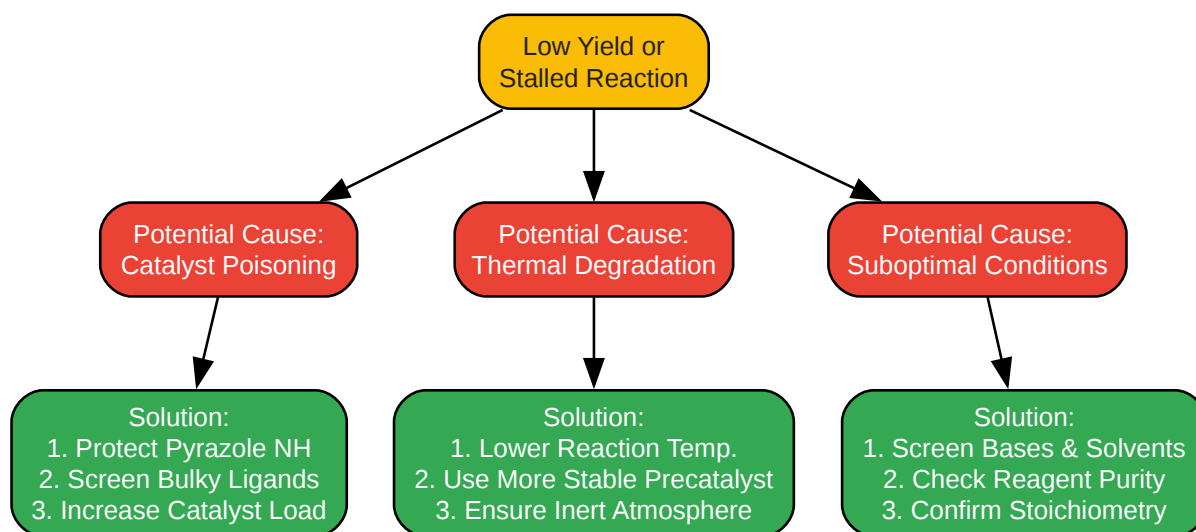 Low Yield or
Stalled Reaction
Potential Cause:
Catalyst Poisoning
Potential Cause:
Thermal Degradation
Potential Cause:
Suboptimal Conditions
Solution:
1. Protect Pyrazole NH
2. Screen Bulky Ligands
3. Increase Catalyst Load
Solution:
1. Lower Reaction Temp.
2. Use More Stable Precatalyst
3. Ensure Inert Atmosphere
Solution:
1. Screen Bases & Solvents
2. Check Reagent Purity
3. Confirm Stoichiometry